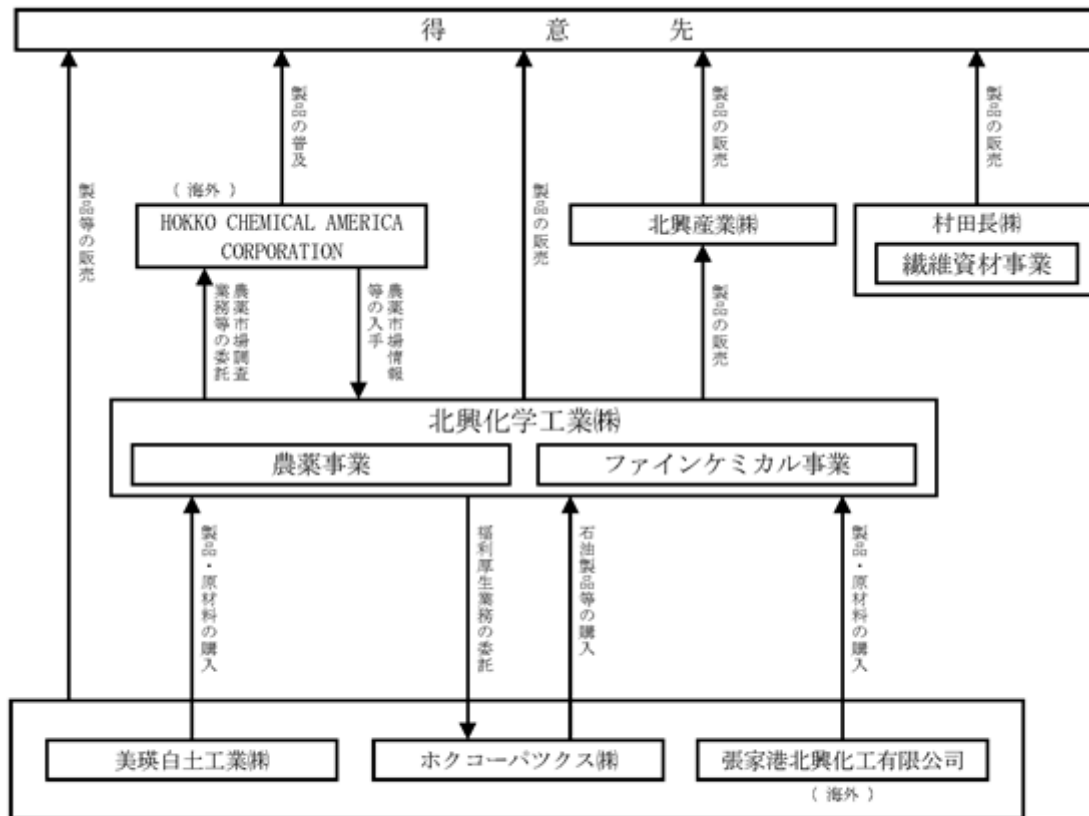 得意先
製品等の販売
製品の普及
製品の販売
製品の販売
製品の販売
（海外）
HOKKO CHEMICAL AMERICA
CORPORATION
北興産業㈱
村田長㈱
繊維資材事業
農薬市場調査
業務等の委託
農薬市場情報
等の入手
製品の販売
北興化学工業㈱
農薬事業
ファインケミカル事業
製品・原材料の購入
福利厚生業務の委託
石油製品等の購入
製品・原材料の購入
美瑛白土工業㈱
ホクコーパツクス㈱
張家港北興化工有限公司
（海外）